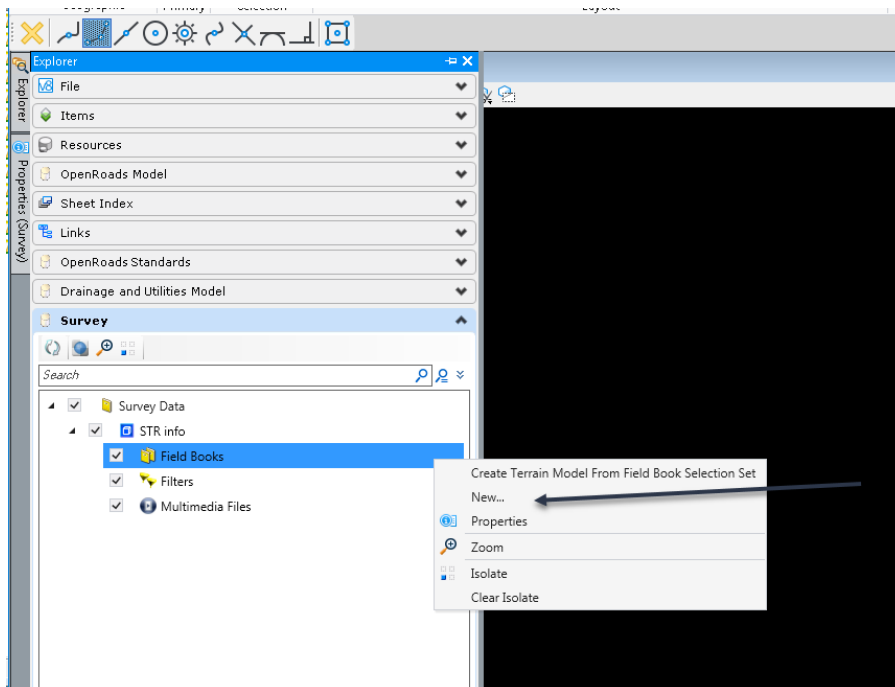 Explorer
File
Items
Resources
OpenRoads Model
Sheet Index
Links
OpenRoads Standards
Drainage and Utilities Model
Survey
Search
Survey Data
STR info
Field Books
Filters
Multimedia Files
Create Terrain Model From Field Book Selection Set
New...
Properties
Zoom
Isolate
Clear Isolate
Explorer
Properties (Survey)